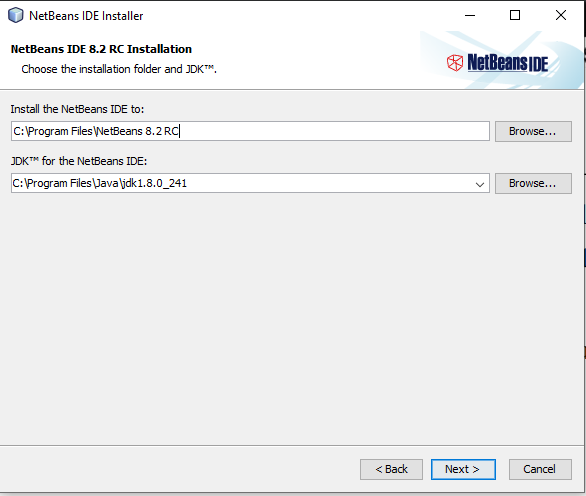 NetBeans IDE Installer
NetBeans IDE 8.2 RC Installation
Choose the installation folder and JDK™.
NetBeans IDE
Install the NetBeans IDE to:
C:\Program Files\NetBeans 8.2 RC
Browse...
JDK™ for the NetBeans IDE:
C:\Program Files\Java\jdk1.8.0_241
Browse...
< Back
Next >
Cancel